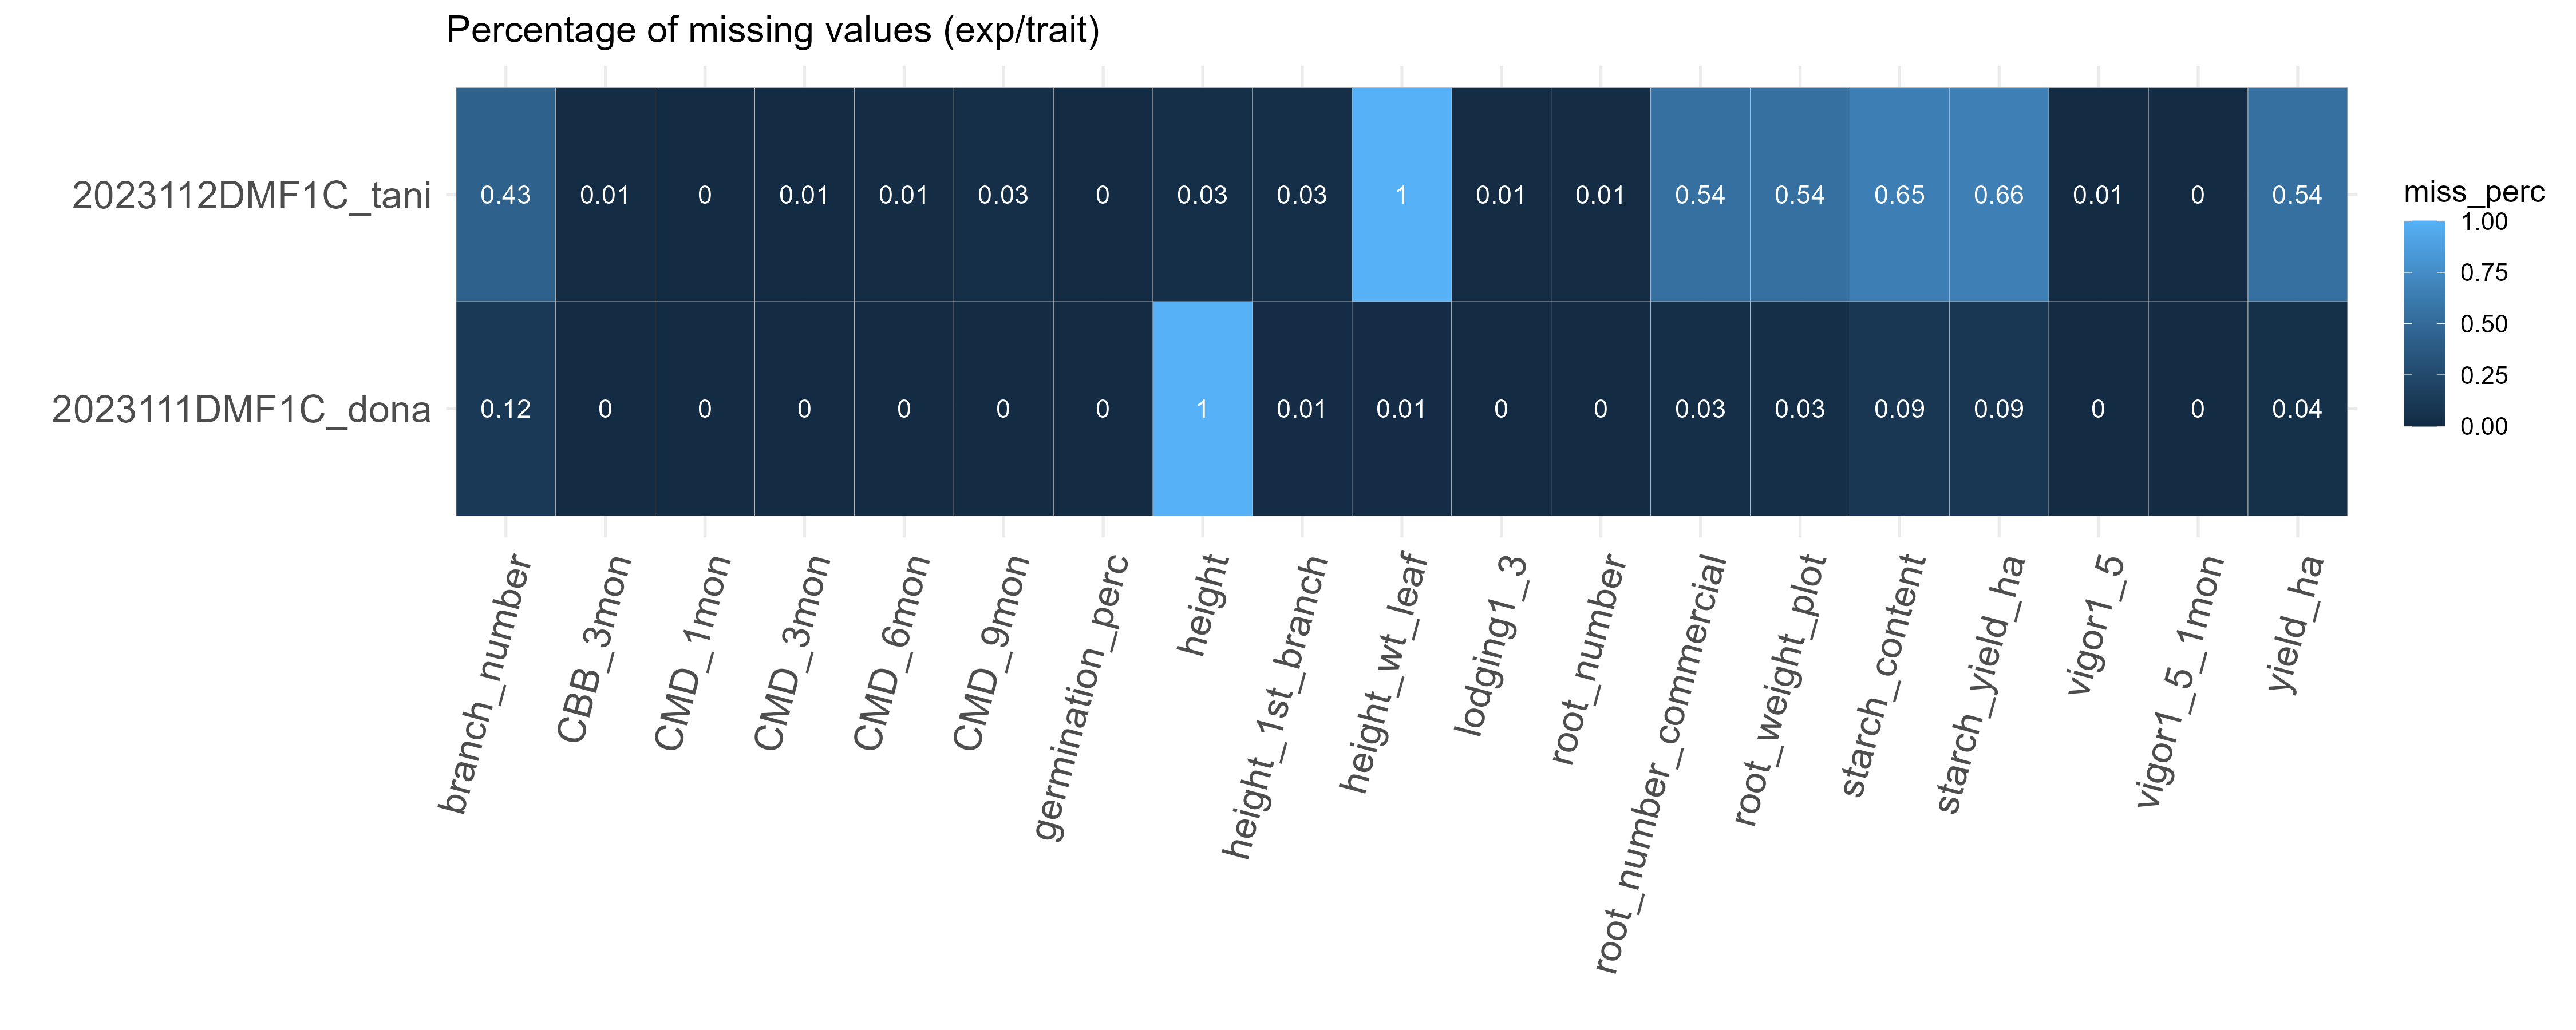 Percentage of missing values (exp/trait)
2023112DMF1C_tani 0.43 0.01 0 0.01 0.01 0.03 0 0.03 0.03 1 0.01 0.01 0.54 0.54 0.65 0.66 0.01 0 0.54
2023111DMF1C_dona 0.12 0 0 0 0 0 0 1 0.01 0.01 0 0 0.03 0.03 0.09 0.09 0 0 0.04
branch_number
CBB_3mon
CMD_1mon
CMD_3mon
CMD_6mon
CMD_9mon
germination_perc
height
height_1st_branch
height_wt_leaf
lodging1_3
root_number
root_number_commercial
root_weight_plot
starch_content
starch_yield_ha
vigor1_5
vigor1_5_1mon
yield_ha
miss_perc
1.00
0.75
0.50
0.25
0.00